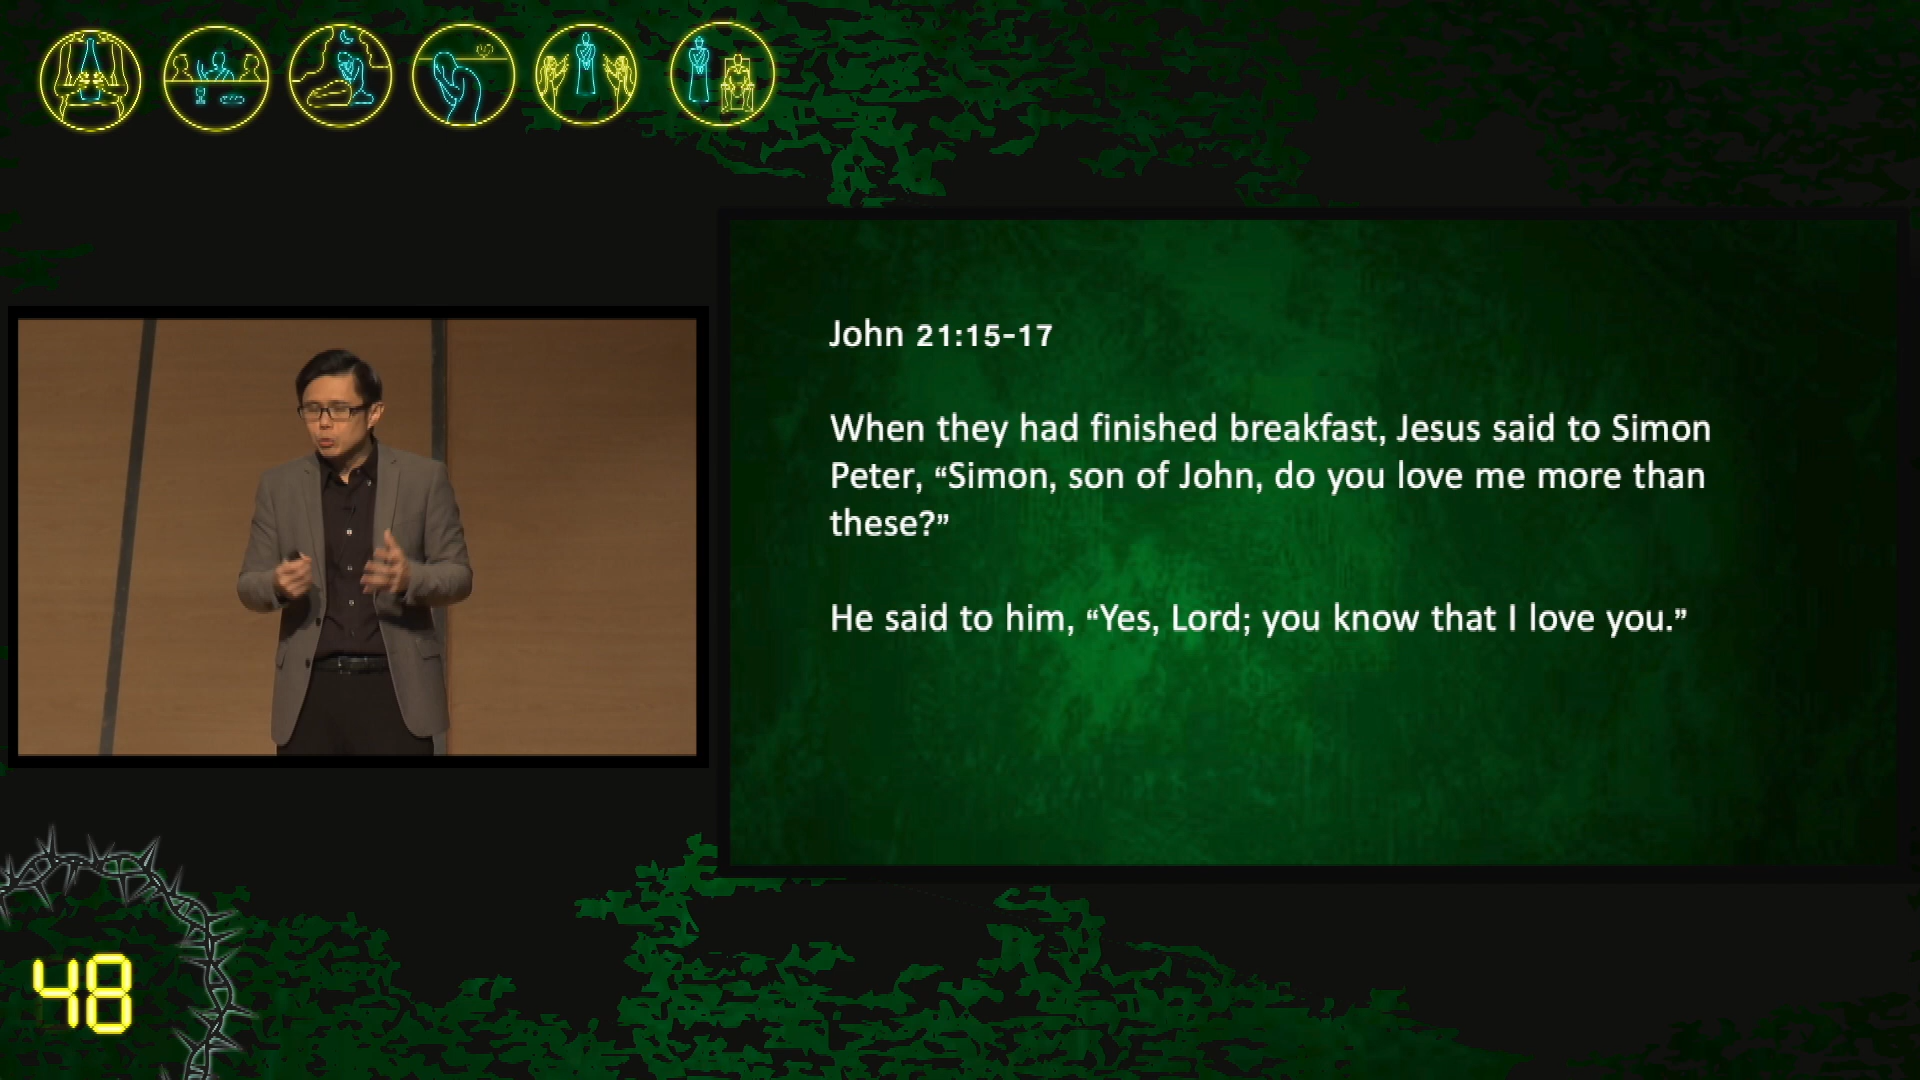 John 21:15-17
When they had finished breakfast, Jesus said to Simon
Peter, “Simon, son of John, do you love me more than
these?”
He said to him, “Yes, Lord; you know that I love you.”
48